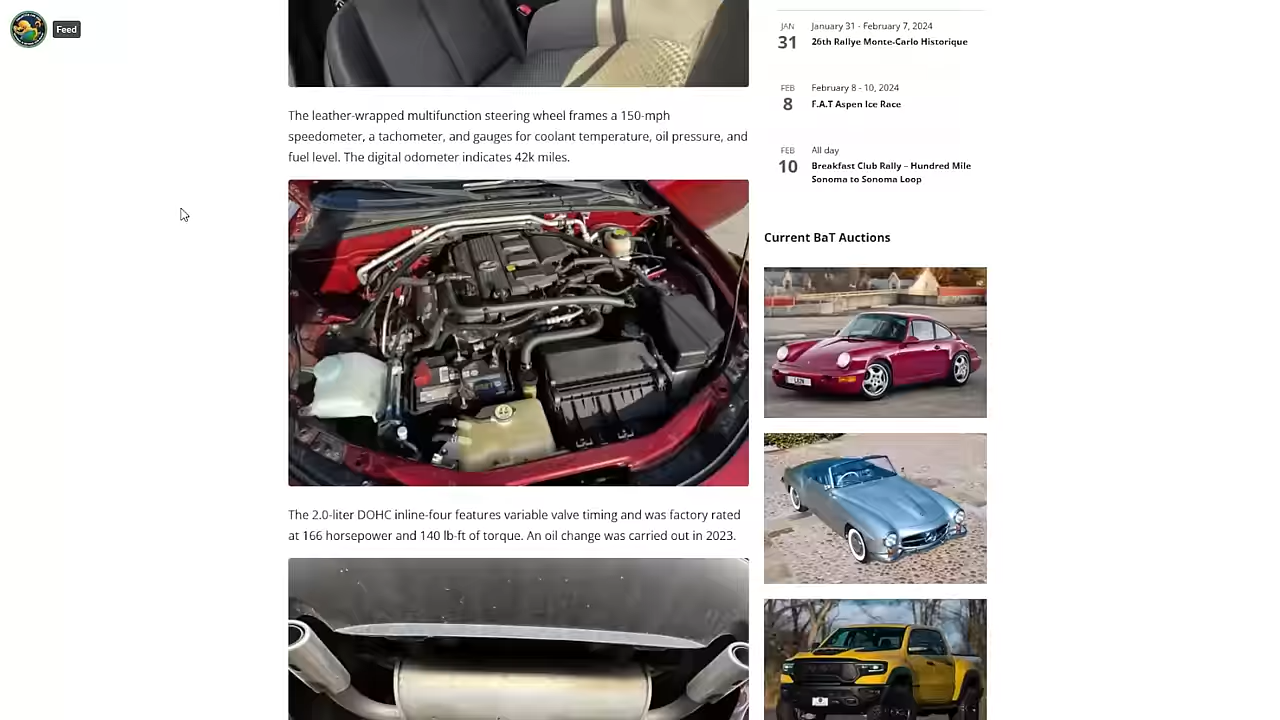 Feed
The leather-wrapped multifunction steering wheel frames a 150-mph
speedometer, a tachometer, and gauges for coolant temperature, oil pressure, and
fuel level. The digital odometer indicates 42k miles.
The 2.0-liter DOHC inline-four features variable valve timing and was factory rated
at 166 horsepower and 140 lb-ft of torque. An oil change was carried out in 2023.
JAN
31
January 31 - February 7, 2024
26th Rallye Monte-Carlo Historique
FEB
8
February 8 - 10, 2024
F.A.T Aspen Ice Race
FEB
10
All day
Breakfast Club Rally – Hundred Mile
Sonoma to Sonoma Loop
Current BaT Auctions